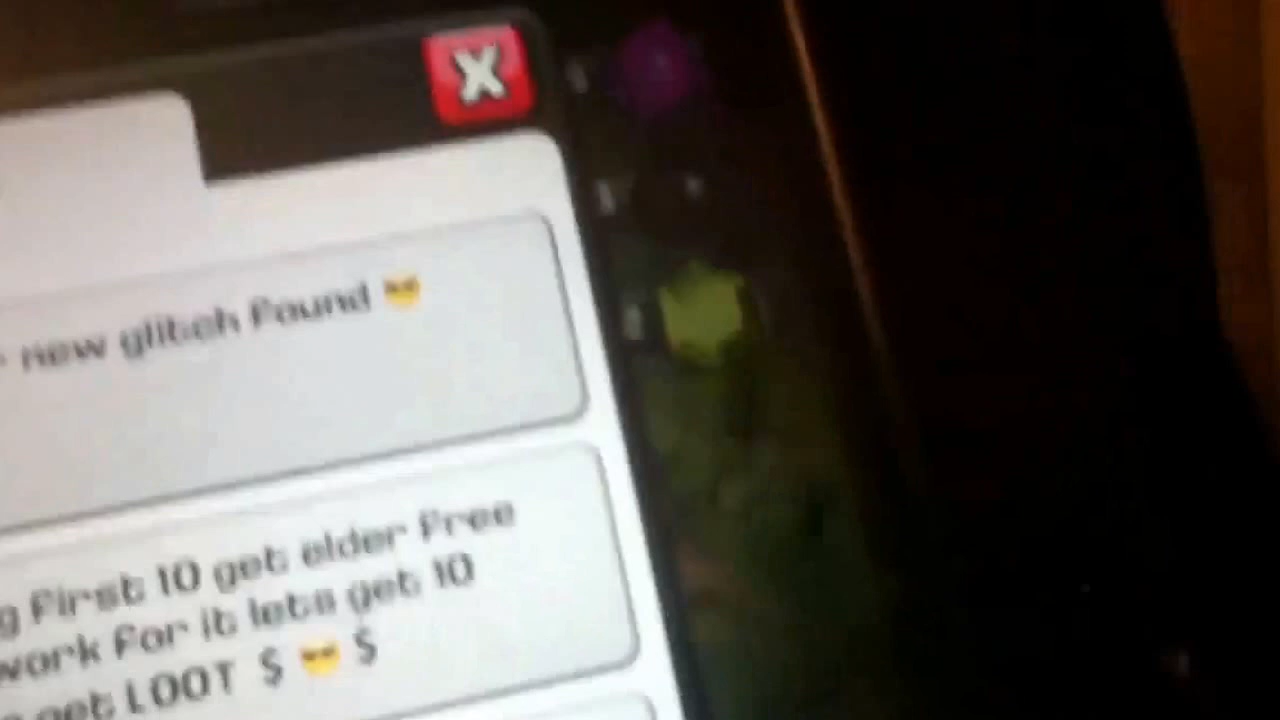 X
new glitch found 😎
g first 10 get elder free
work for it lets get 10
get LOOT $ 😎 $